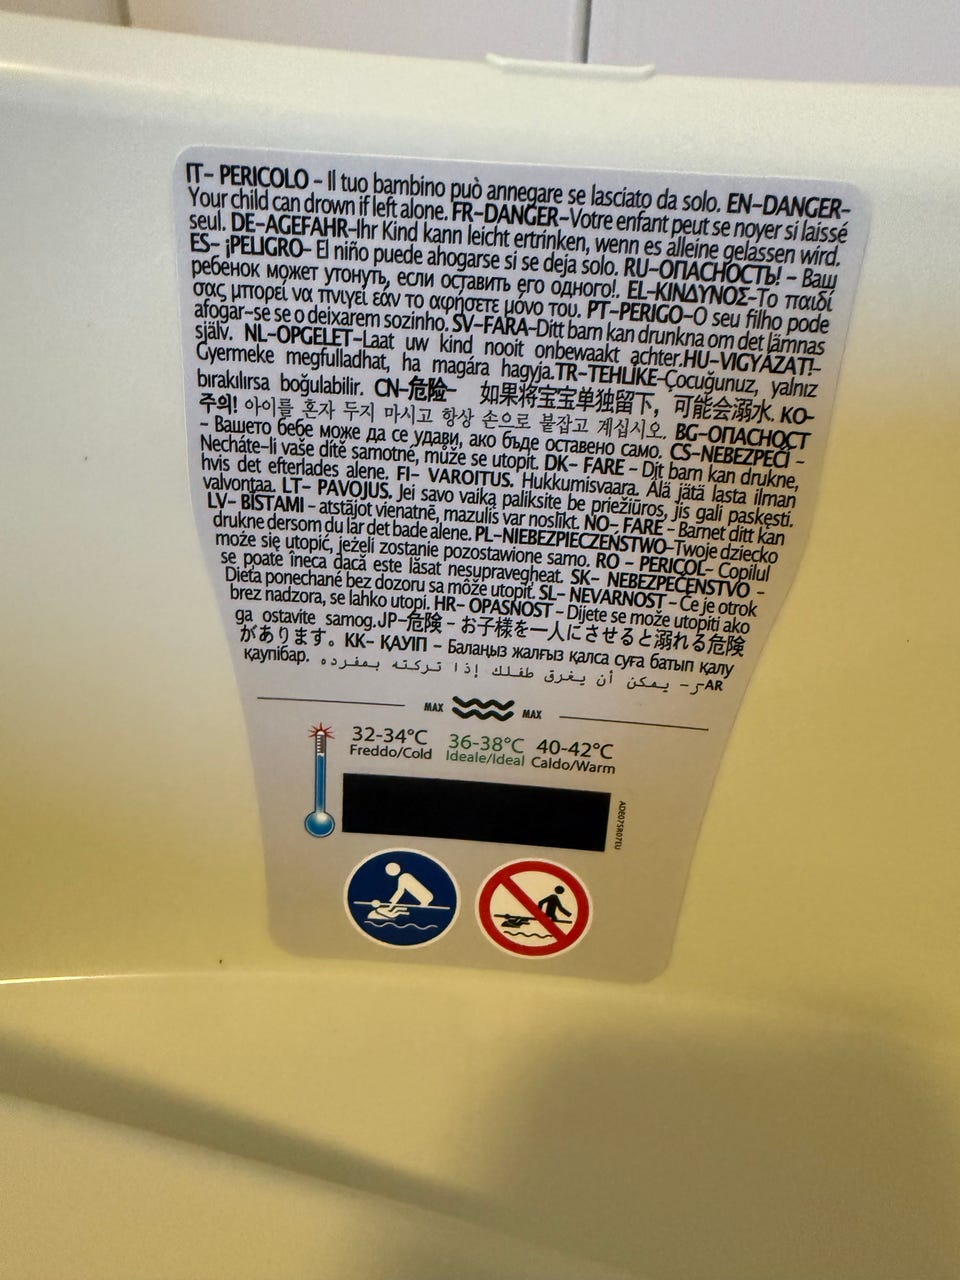 IT- PERICOLO - Il tuo bambino può annegare se lasciato da solo. EN-DANGER-
Your child can drown if left alone. FR-DANGER-Votre enfant peut se noyer si laissé
seul. DE-AGEFAHR-Ihr Kind kann leicht ertrinken, wenn es alleine gelassen wird.
ES- ¡PELIGRO- El niño puede ahogarse si se deja solo. RU-ОПАСНОСТЬ! - Ваш
ребенок может утонуть, если оставить его одного!. EL-ΚΙΝΔΥΝΟΣ-Το παιδί
σας μπορεί να πνιγεί εάν το αφήσετε μόνο του. PT-PERIGO-O seu filho pode
afogar-se se o deixarem sozinho. SV-FARA-Ditt barn kan drunkna om det lämnas
själv. NL-OPGELET-Laat uw kind nooit onbewaakt achter.HU-VIGYÁZAT!-
Gyermeke megfulladhat, ha magára hagyja.TR-TEHLİKE-Çocuğunuz, yalnız
bırakılırsa boğulabilir. CN-危险- 如果将宝宝单独留下，可能会溺水. KO-
주의! 아이를 혼자 두지 마시고 항상 손으로 붙잡고 계십시오. BG-ОПАСНОСТ
- Вашето бебе може да се удави, ако бъде оставено само. CS-NEBEZPEČÍ -
Necháte-li vaše dítě samotné, může se utopit. DK- FARE - Dit barn kan drukne,
hvis det efterlades alene. FI- VAROITUS. Hukkumisvaara. Älä jätä lasta ilman
valvontaa. LT- PAVOJUS. Jei savo vaiką paliksite be priežiūros, jis gali paskęsti.
LV- BĪSTAMI - atstājot vienatnē, mazulis var noslīkt. NO- FARE - Barnet ditt kan
drukne dersom du lar det bade alene. PL-NIEBEZPIECZEŃSTWO-Twoje dziecko
może się utopić, jeżeli zostanie pozostawione samo. RO - PERICOL- Copilul
se poate îneca dacă este lăsat nesupravegheat. SK- NEBEZPEČENSTVO -
Dieťa ponechané bez dozoru sa môže utopiť. SL- NEVARNOST - Če je otrok
brez nadzora, se lahko utopi. HR- OPASNOST - Dijete se može utopiti ako
ga ostavite samog.JP-危険 - お子様を一人にさせると溺れる危険
があります。KK- ҚАУІП - Балаңыз жалғыз қалса суға батып қалу
қаупібар. AR- يمكن أن يغرق طفلك إذا تركته بمفرده
MAX MAX
32-34°C 36-38°C 40-42°C
Freddo/Cold Ideale/Ideal Caldo/Warm
ADE075R07EU